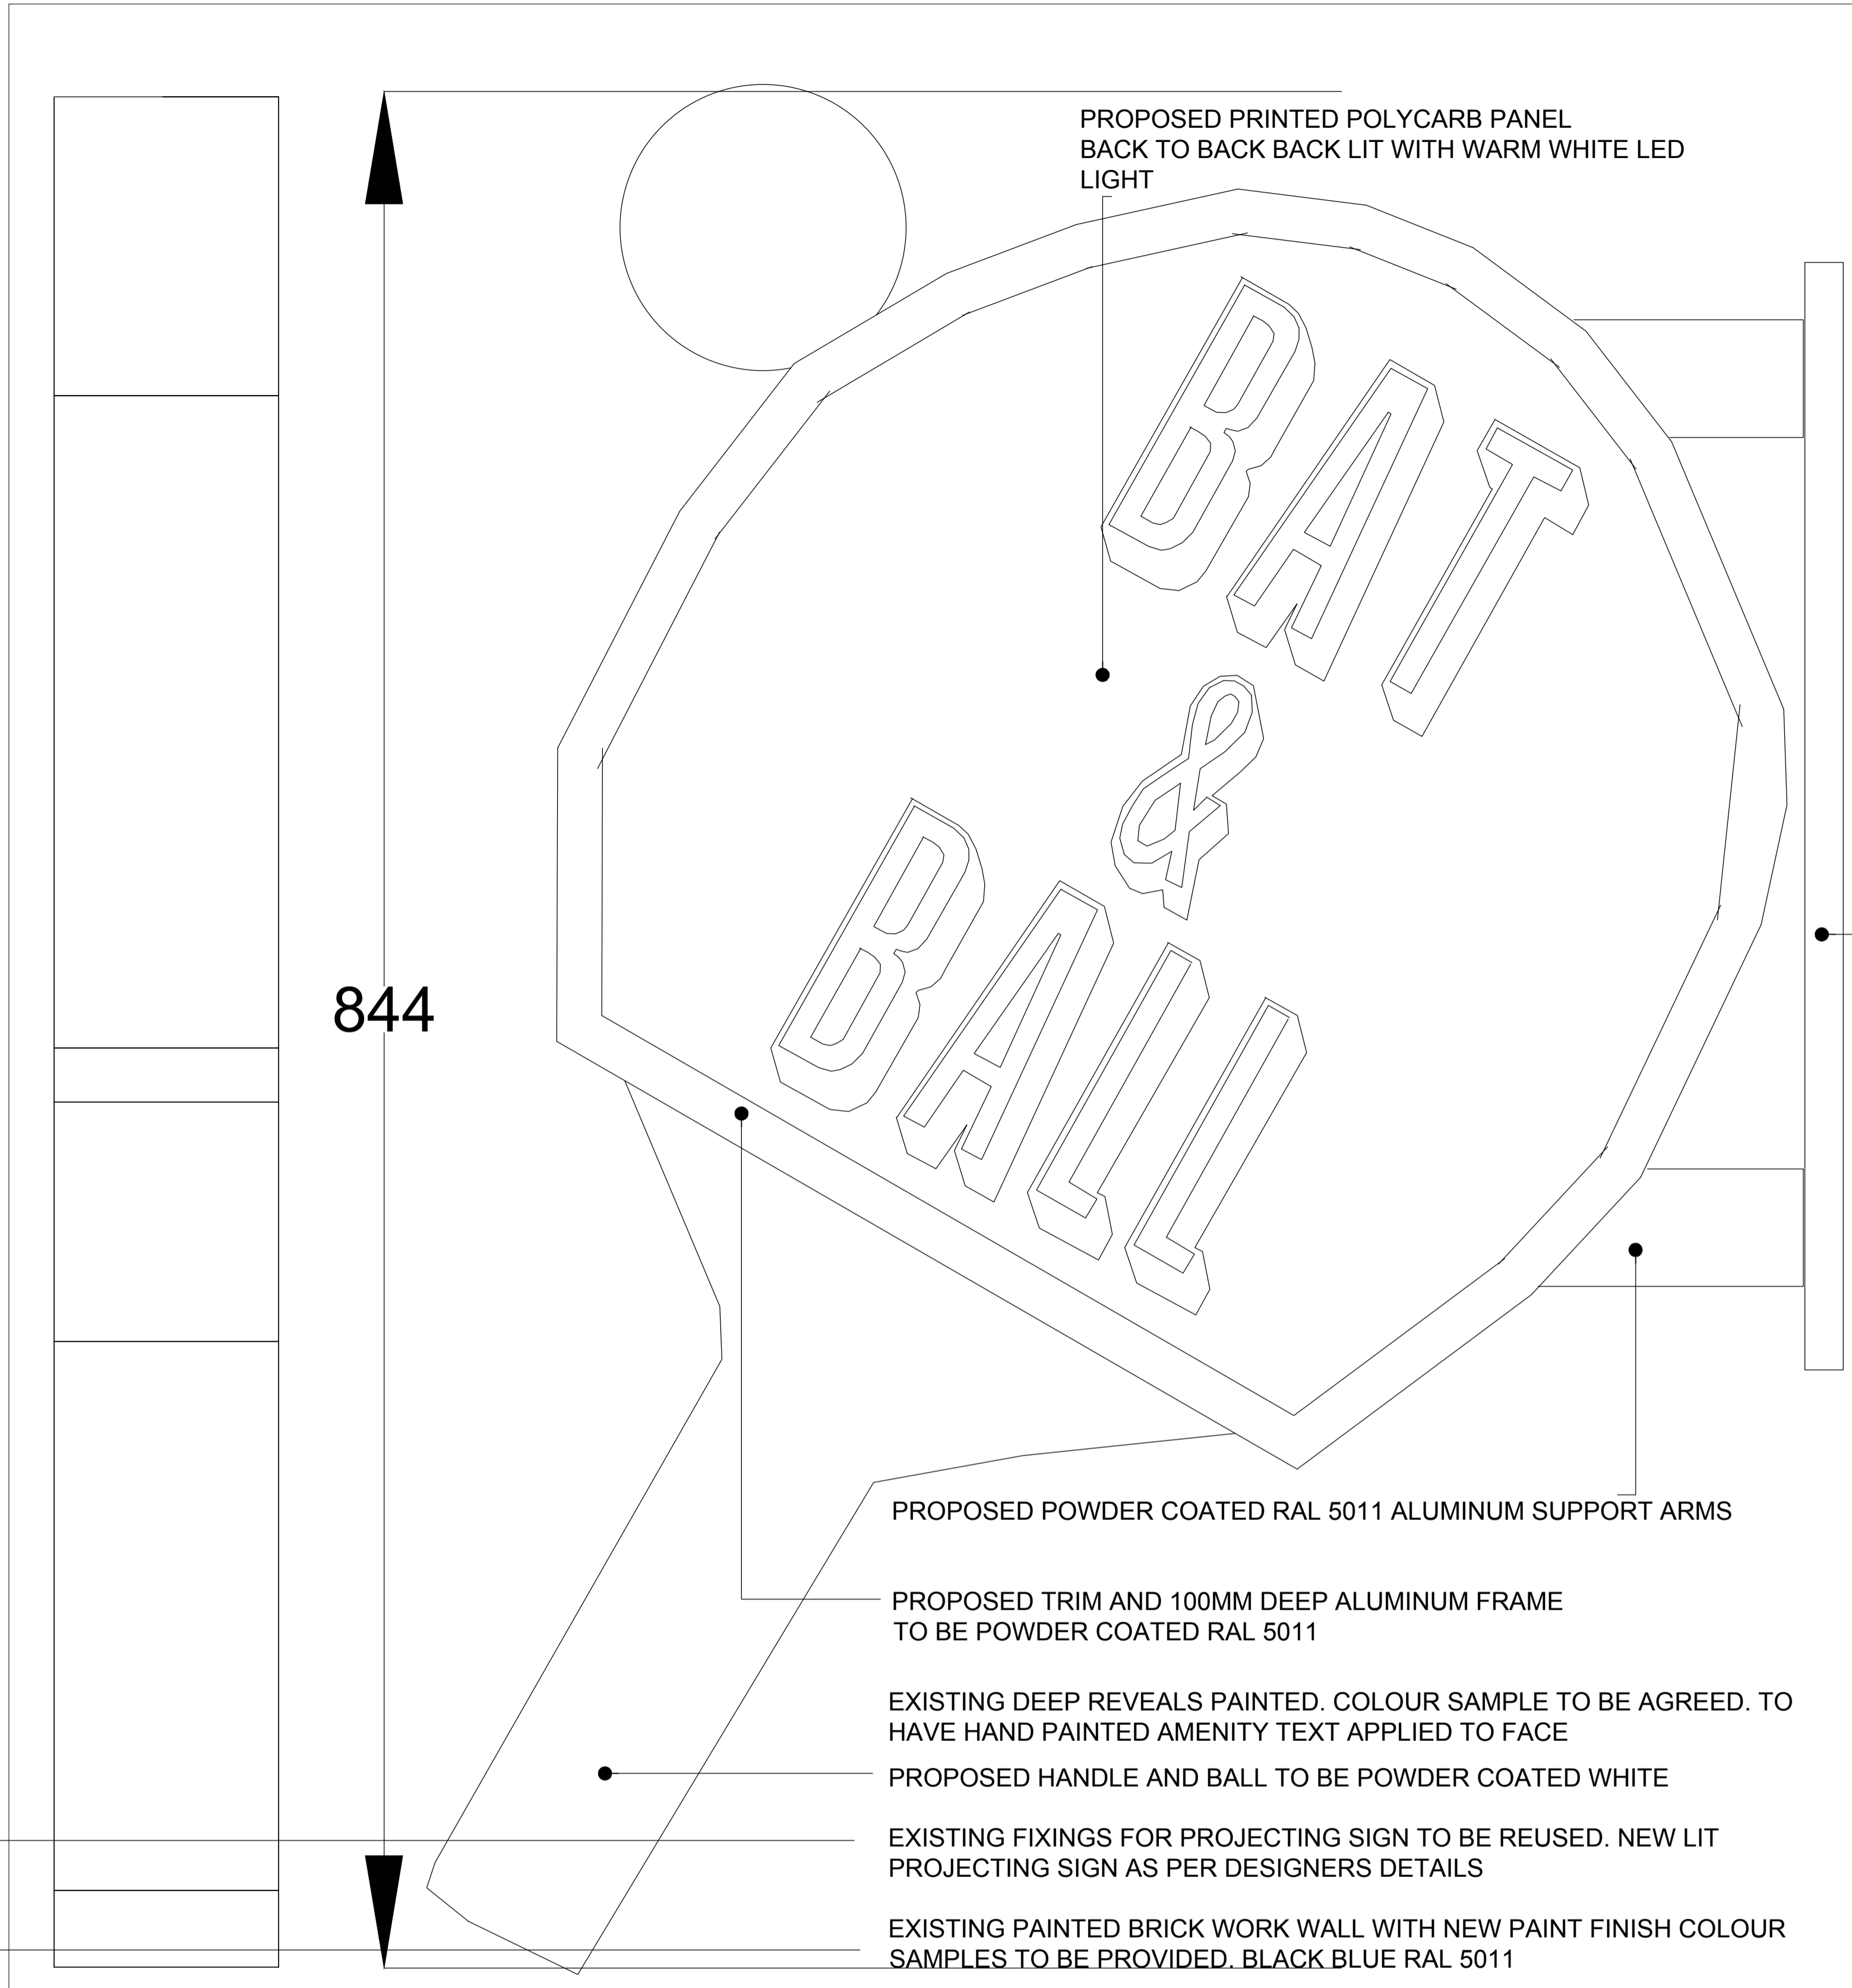 PROPOSED PRINTED POLYCARB PANEL
BACK TO BACK BACK LIT WITH WARM WHITE LED
LIGHT
BAT
&
BALL
844
PROPOSED POWDER COATED RAL 5011 ALUMINUM SUPPORT ARMS
PROPOSED TRIM AND 100MM DEEP ALUMINUM FRAME
TO BE POWDER COATED RAL 5011
EXISTING DEEP REVEALS PAINTED. COLOUR SAMPLE TO BE AGREED. TO
HAVE HAND PAINTED AMENITY TEXT APPLIED TO FACE
PROPOSED HANDLE AND BALL TO BE POWDER COATED WHITE
EXISTING FIXINGS FOR PROJECTING SIGN TO BE REUSED. NEW LIT
PROJECTING SIGN AS PER DESIGNERS DETAILS
EXISTING PAINTED BRICK WORK WALL WITH NEW PAINT FINISH COLOUR
SAMPLES TO BE PROVIDED. BLACK BLUE RAL 5011